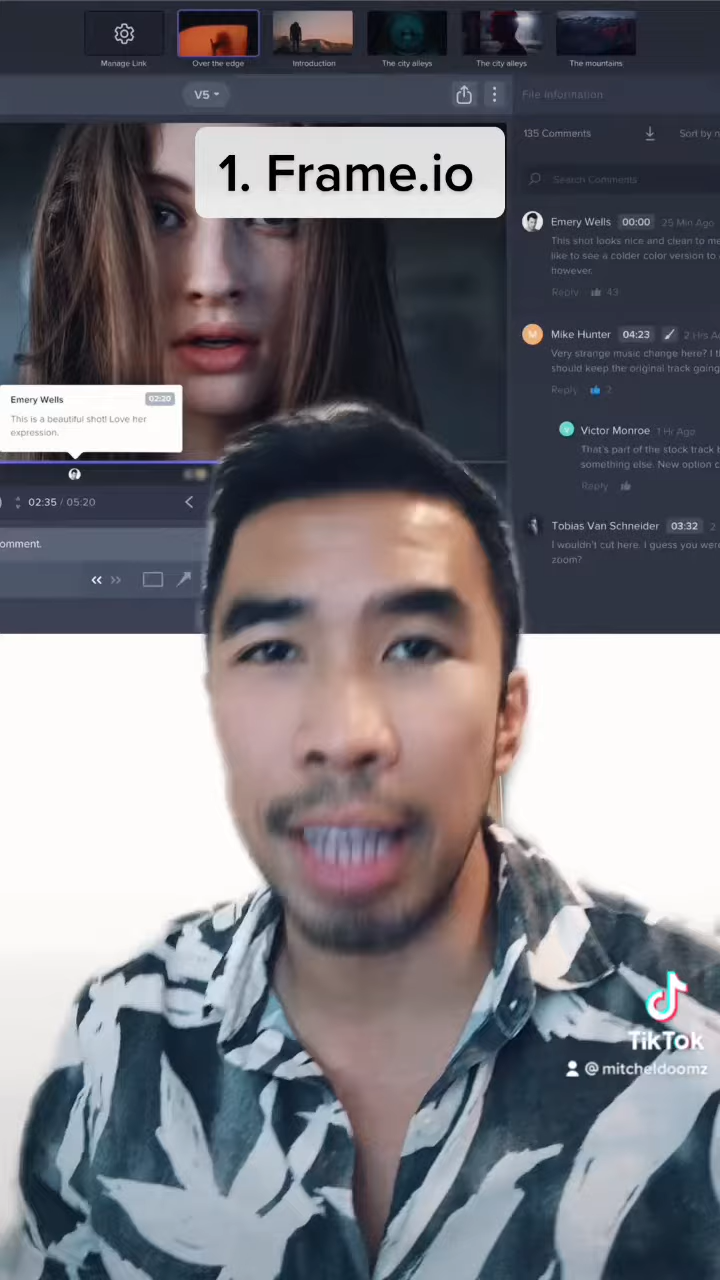 Manage Link
Over the edge
Introduction
The city alleys
The city alleys
The mountains
V5
File Information
1. Frame.io
135 Comments
Sort by
Search Comments
Emery Wells 00:00 25 Min Ago
This shot looks nice and clean to me
like to see a colder color version to
however.
Reply 43
Mike Hunter 04:23 2 Hrs A
Very strange music change here? I t
should keep the original track going
Reply 2
Emery Wells 02:20
This is a beautiful shot! Love her
expression.
Victor Monroe 1 Hr Ago
That's part of the stock track b
something else. New option c
Reply
02:35 / 05:20
Tobias Van Schneider 03:32 2
I wouldn't cut here. I guess you were
zoom?
omment.
TikTok
@mitcheldoomz